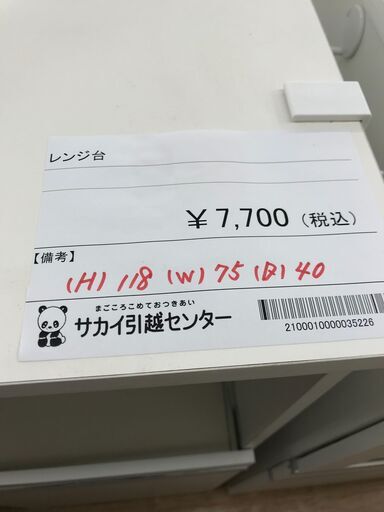 レンジ台
¥7,700（税込）
【備考】
(H) 118 (W) 75 (D) 40
まごころこめておつきあい
サカイ引越センター
2100010000035226